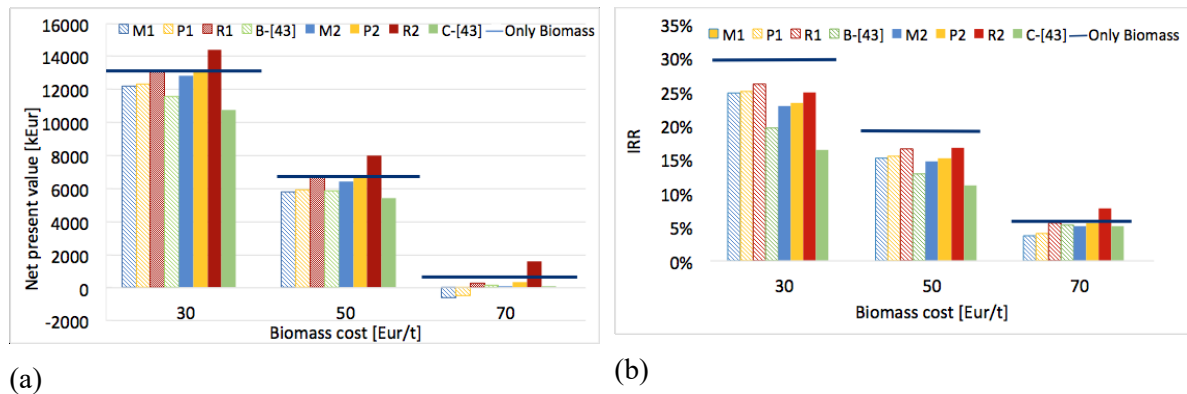 16000
14000
12000
10000
8000
6000
4000
2000
0
-2000
Net present value [kEur]
M1 P1 R1 B-[43] M2 P2 R2 C-[43] Only Biomass
30 50 70
Biomass cost [Eur/t]
(a)
35%
30%
25%
20%
15%
10%
5%
0%
IRR
M1 P1 R1 B-[43] M2 P2 R2 C-[43] Only Biomass
30 50 70
Biomass cost [Eur/t]
(b)